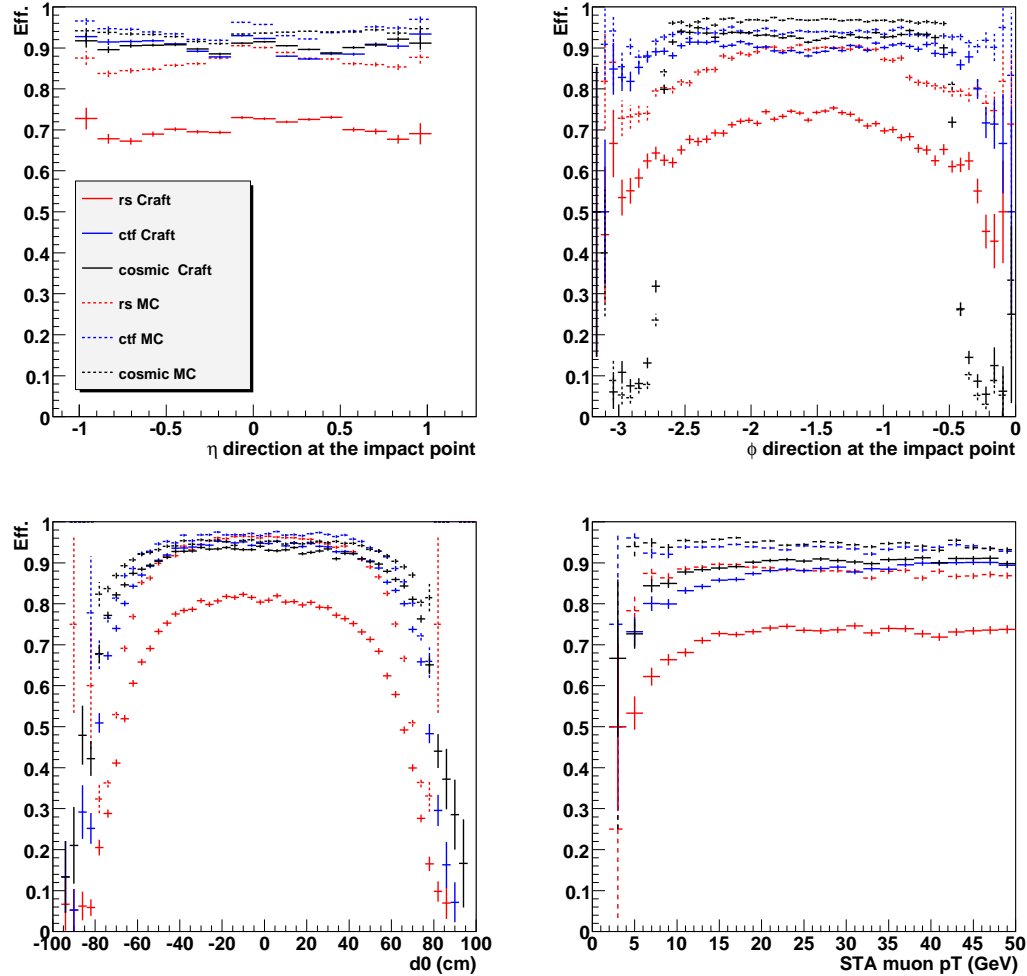 Eff.
1
0.9
0.8
0.7
0.6
0.5
0.4
0.3
0.2
0.1
0
rs Craft
ctf Craft
cosmic  Craft
rs MC
ctf MC
cosmic MC
-1 -0.5 0 0.5 1
η direction at the impact point
Eff.
1
0.9
0.8
0.7
0.6
0.5
0.4
0.3
0.2
0.1
0
-3 -2.5 -2 -1.5 -1 -0.5 0
ϕ direction at the impact point
Eff.
1
0.9
0.8
0.7
0.6
0.5
0.4
0.3
0.2
0.1
0
-100 -80 -60 -40 -20 0 20 40 60 80 100
d0 (cm)
1
0.9
0.8
0.7
0.6
0.5
0.4
0.3
0.2
0.1
0
0 5 10 15 20 25 30 35 40 45 50
STA muon pT (GeV)